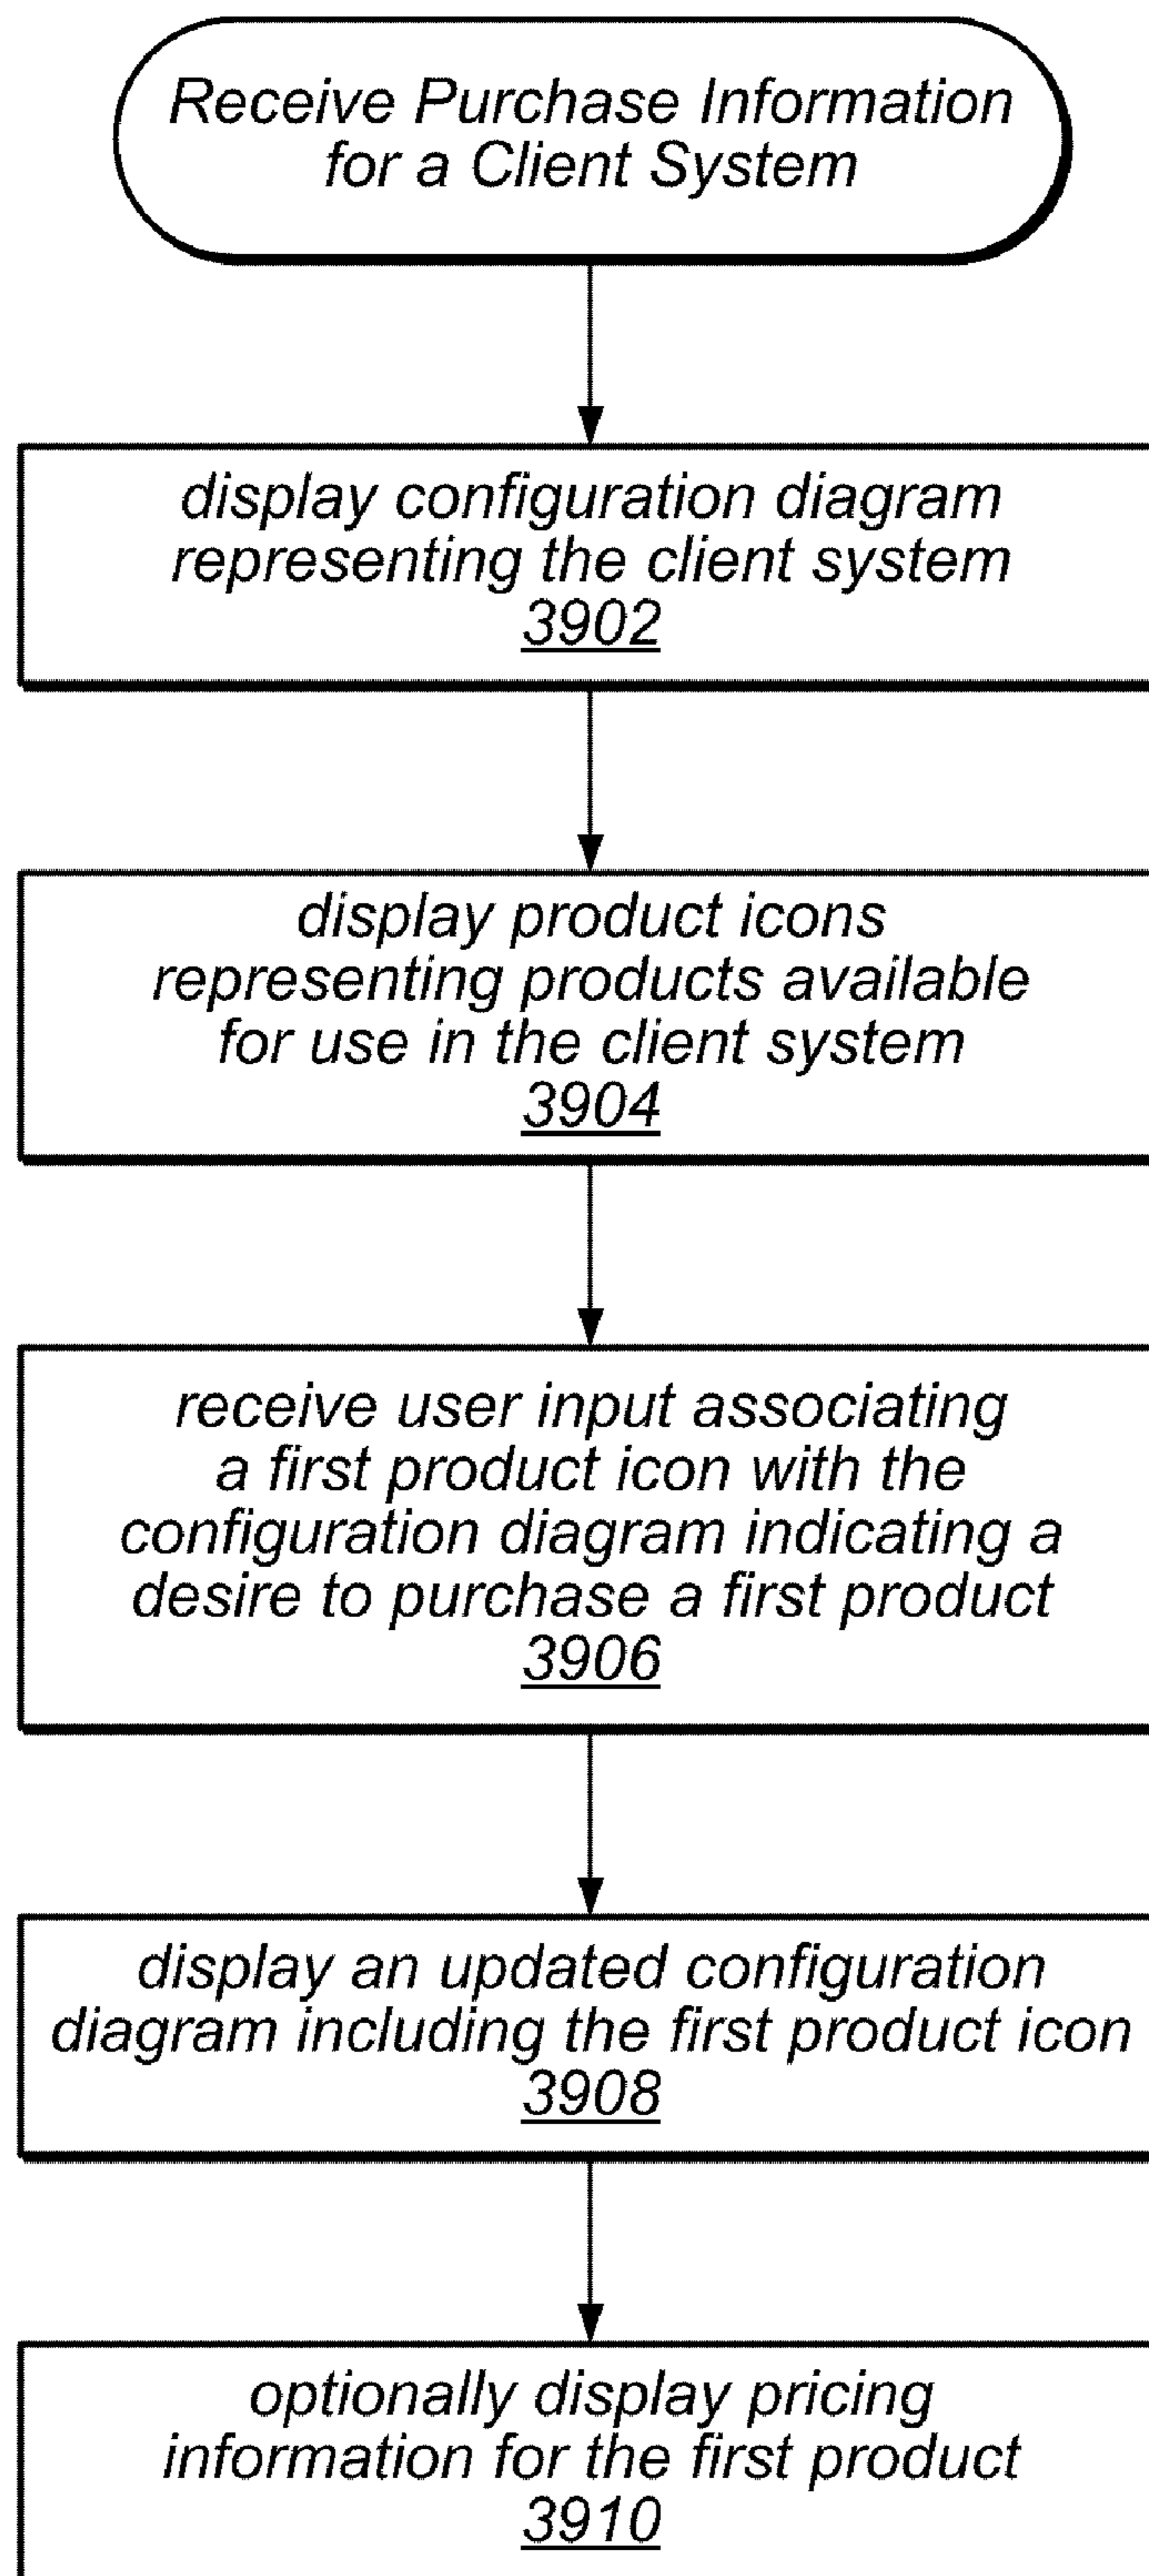 Receive Purchase Information
for a Client System
display configuration diagram
representing the client system
3902
display product icons
representing products available
for use in the client system
3904
receive user input associating
a first product icon with the
configuration diagram indicating a
desire to purchase a first product
3906
display an updated configuration
diagram including the first product icon
3908
optionally display pricing
information for the first product
3910